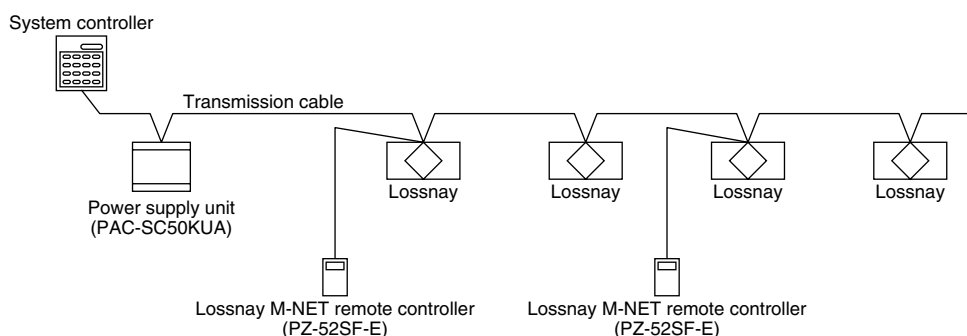 System controller
Transmission cable
Lossnay
Lossnay
Lossnay
Lossnay
Power supply unit
(PAC-SC50KUA)
Lossnay M-NET remote controller
(PZ-52SF-E)
Lossnay M-NET remote controller
(PZ-52SF-E)